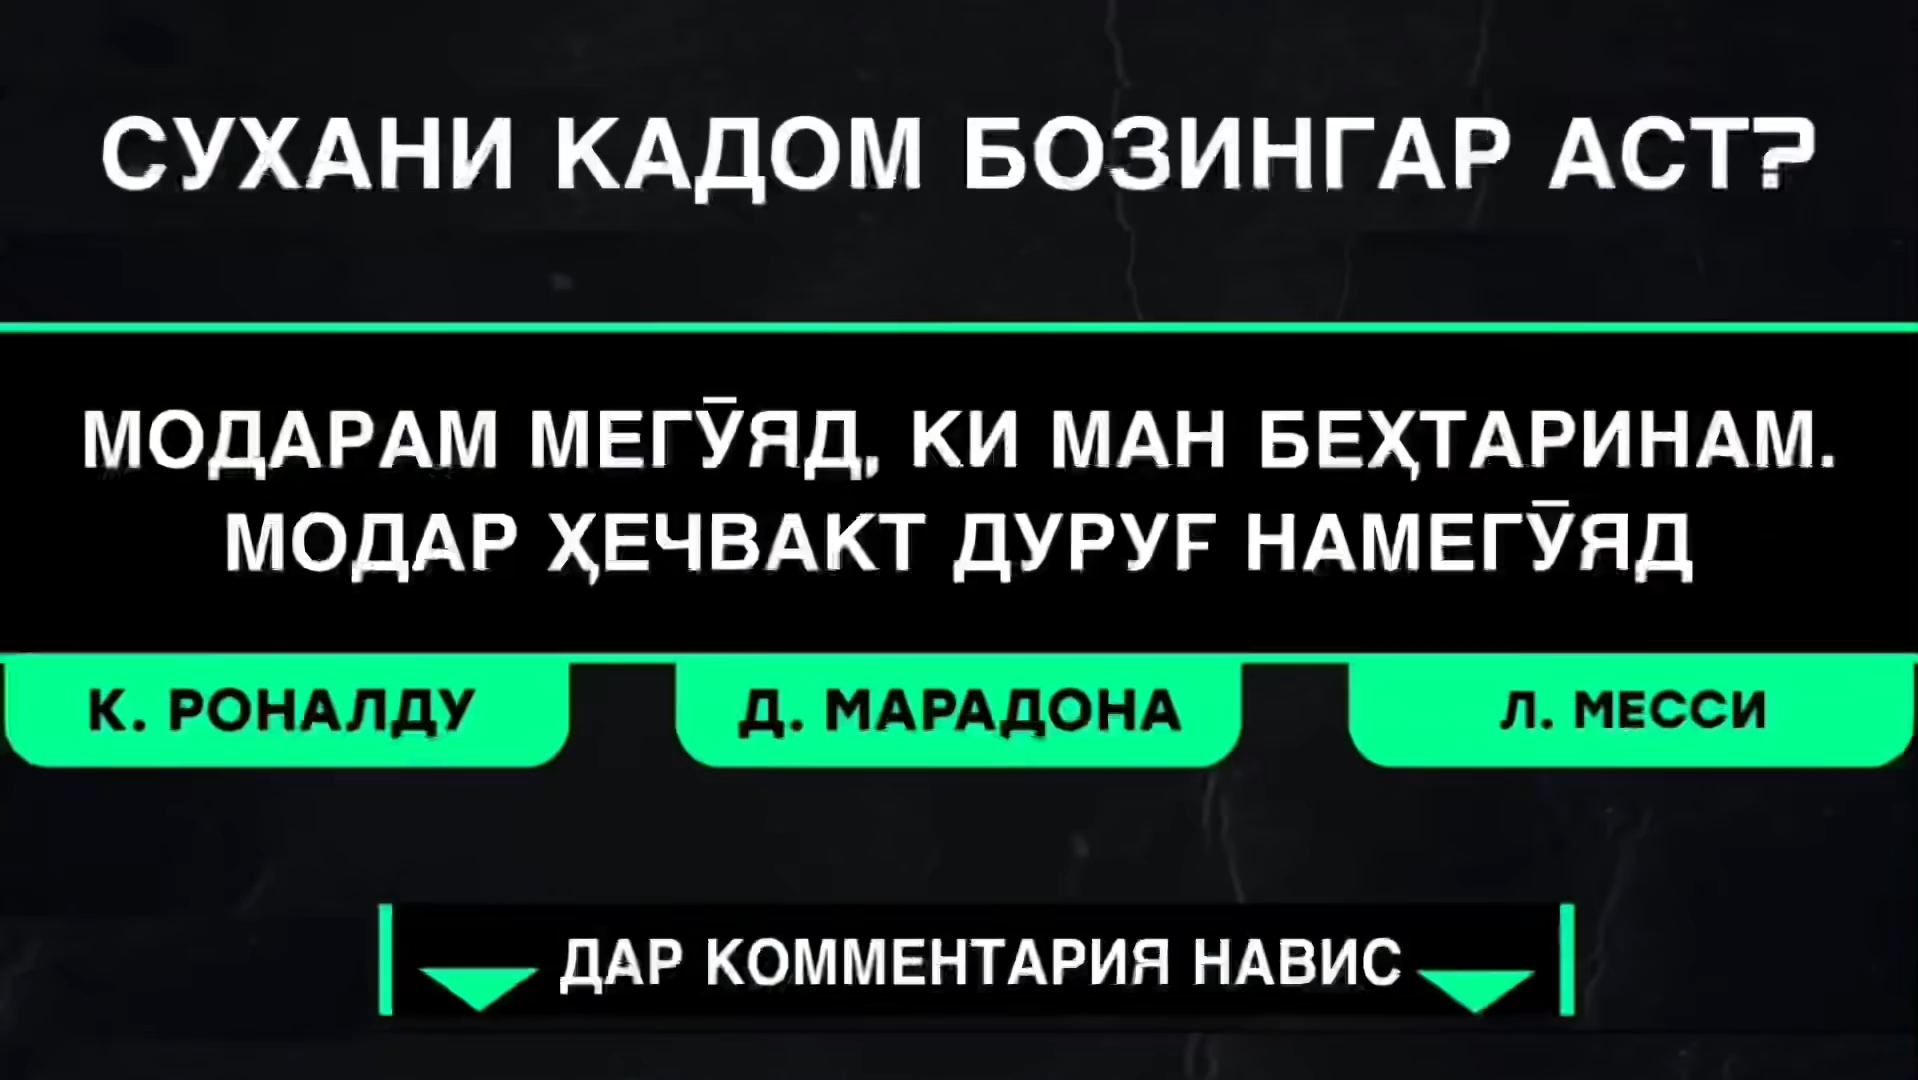 СУХАНИ КАДОМ БОЗИНГАР АСТ?
МОДАРАМ МЕГӮЯД, КИ МАН БЕҲТАРИНАМ.
МОДАР ҲЕЧВАКТ ДУРУҒ НАМЕГӮЯД
К. РОНАЛДУ
Д. МАРАДОНА
Л. МЕССИ
ДАР КОММЕНТАРИЯ НАВИС